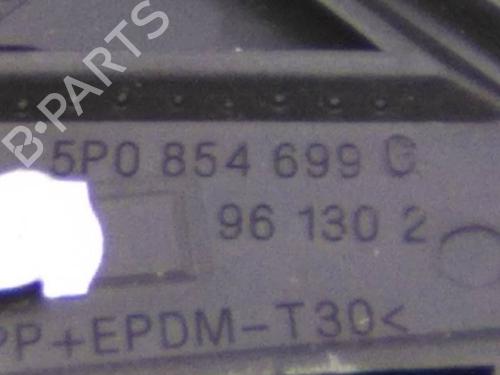 B-PARTS
5P0 854 699 G
96 130 2
PP+EPDM-T30<